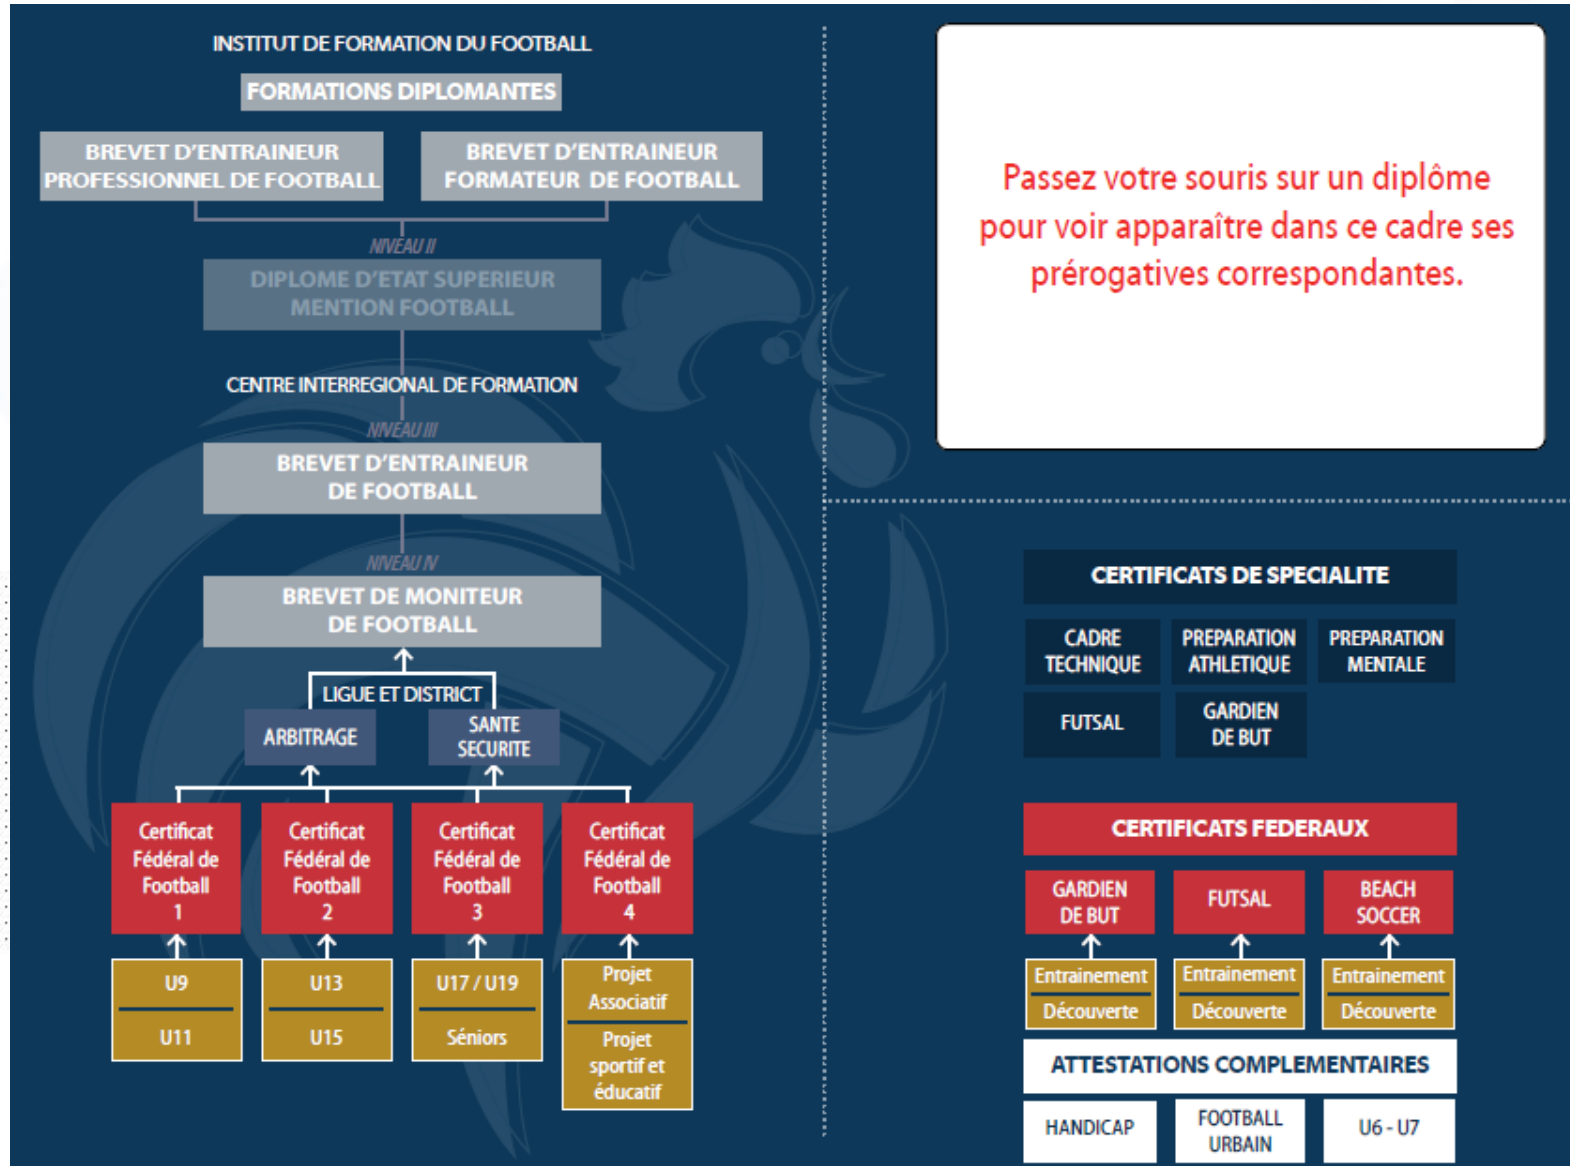 INSTITUT DE FORMATION DU FOOTBALL
FORMATIONS DIPLOMANTES
BREVET D'ENTRAINEUR
PROFESSIONNEL DE FOOTBALL
BREVET D'ENTRAINEUR
FORMATEUR DE FOOTBALL
NIVEAU II
DIPLOME D'ETAT SUPERIEUR
MENTION FOOTBALL
CENTRE INTERREGIONAL DE FORMATION
NIVEAU III
BREVET D'ENTRAINEUR
DE FOOTBALL
NIVEAU IV
BREVET DE MONITEUR
DE FOOTBALL
LIGUE ET DISTRICT
ARBITRAGE
SANTE
SECURITE
Certificat
Fédéral de
Football
1
Certificat
Fédéral de
Football
2
Certificat
Fédéral de
Football
3
Certificat
Fédéral de
Football
4
U9
U11
U13
U15
U17 / U19
Séniors
Projet
Associatif
Projet
sportif et
éducatif
Passez votre souris sur un diplôme
pour voir apparaître dans ce cadre ses
prérogatives correspondantes.
CERTIFICATS DE SPECIALITE
CADRE
TECHNIQUE
PREPARATION
ATHLETIQUE
PREPARATION
MENTALE
FUTSAL
GARDIEN
DE BUT
CERTIFICATS FEDERAUX
GARDIEN
DE BUT
FUTSAL
BEACH
SOCCER
Entrainement
Découverte
Entrainement
Découverte
Entrainement
Découverte
ATTESTATIONS COMPLEMENTAIRES
HANDICAP
FOOTBALL
URBAIN
U6 - U7